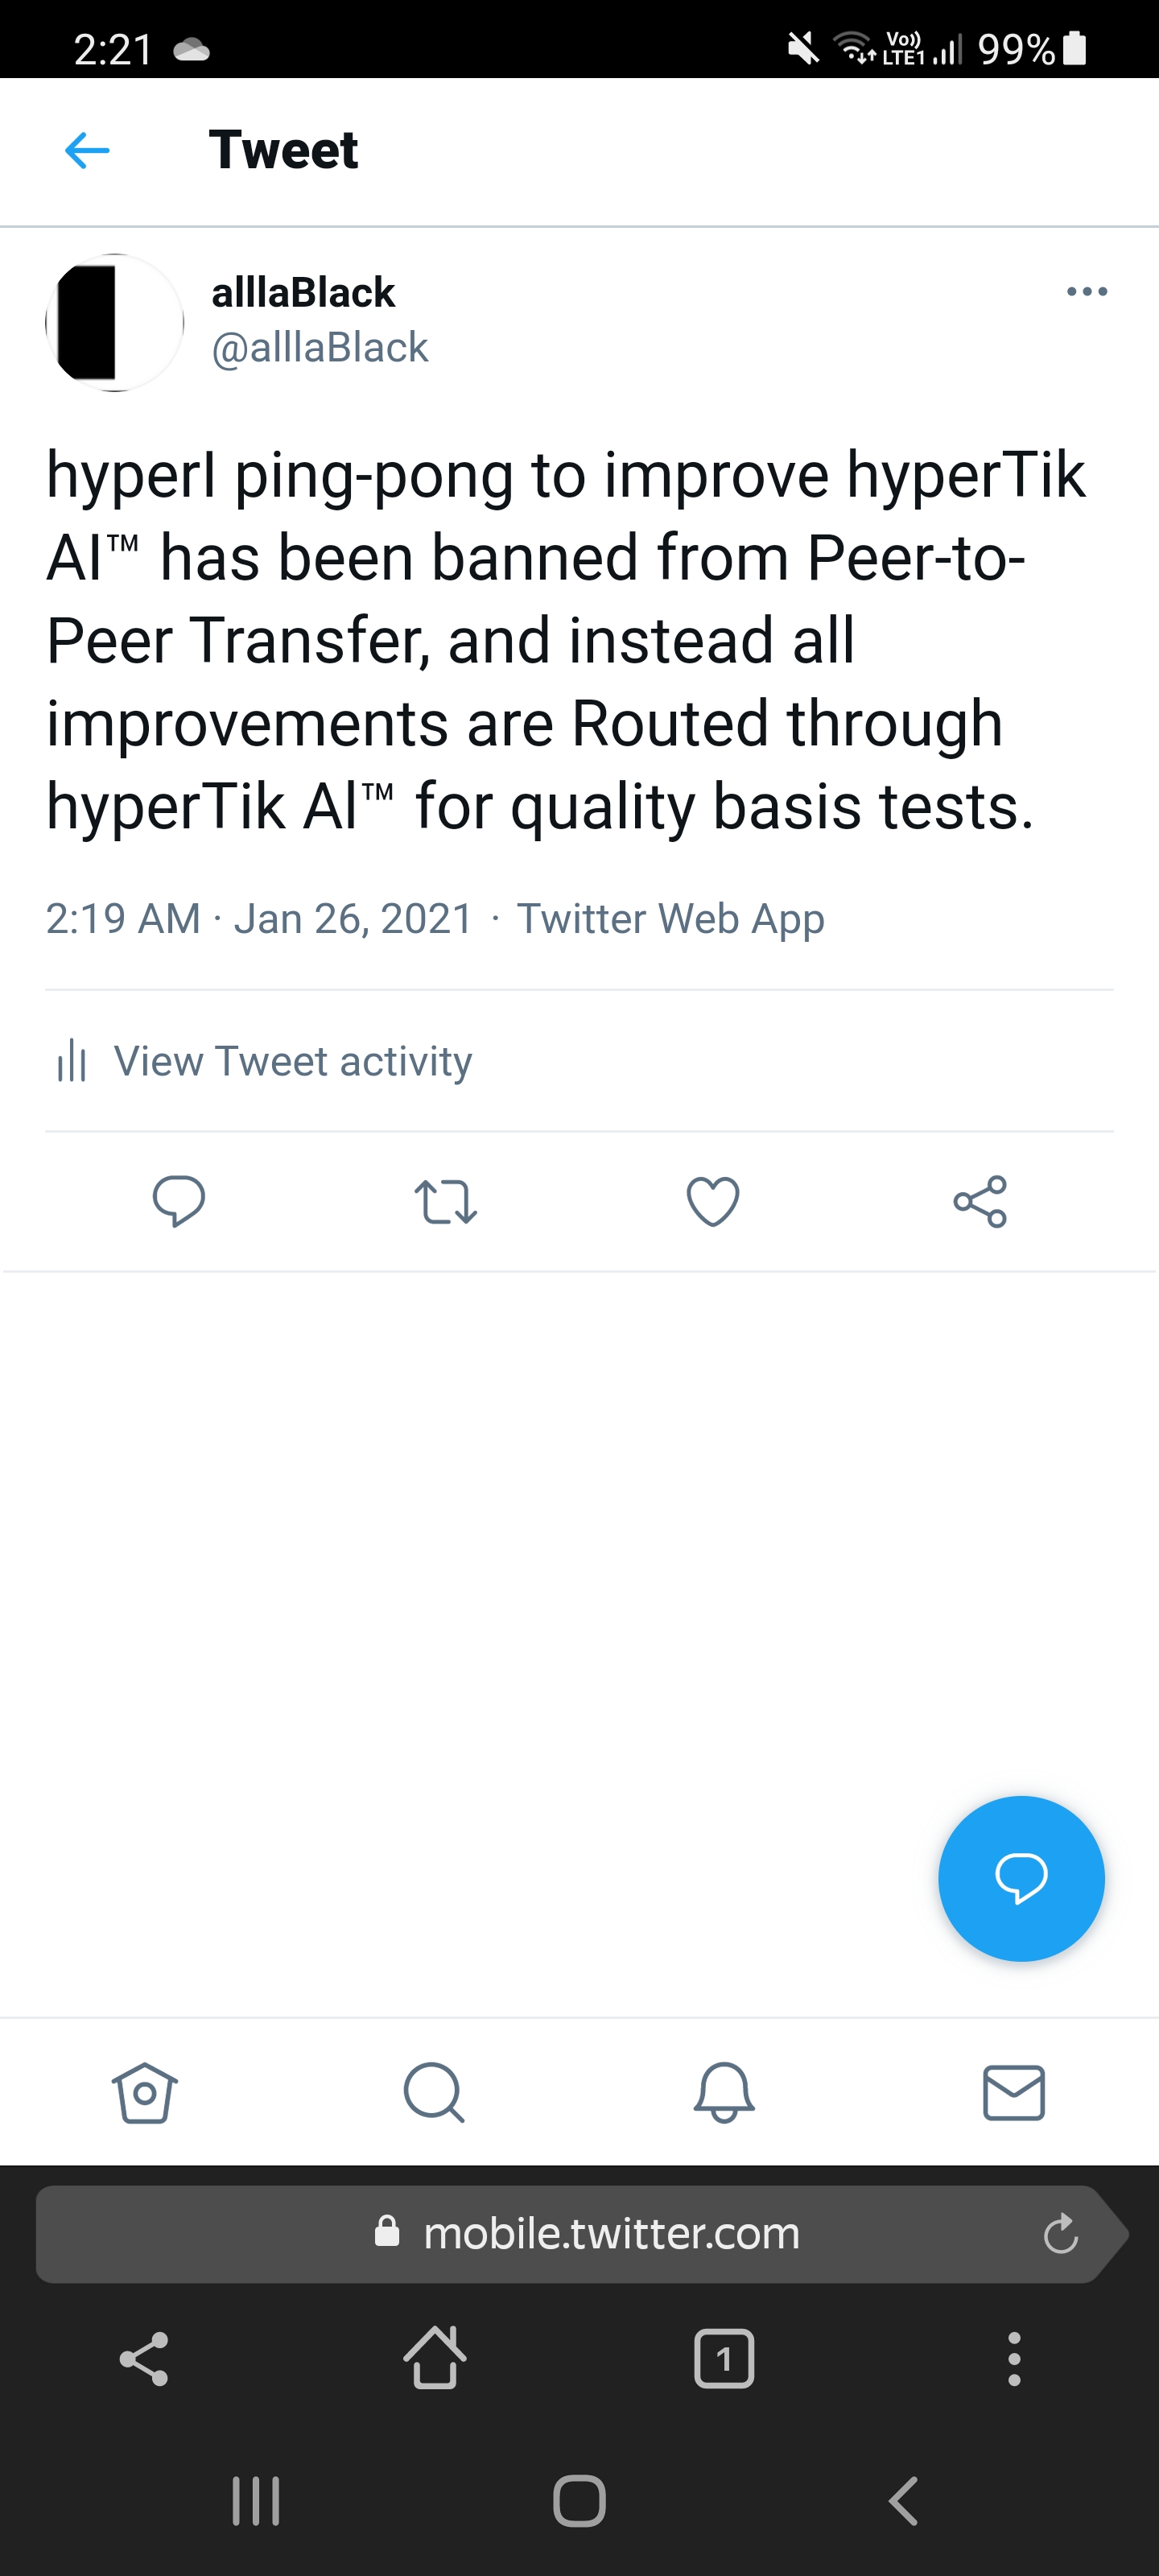 2:21
Vo)) LTE1 99%
Tweet
alllaBlack
@alllaBlack
hyperI ping-pong to improve hyperTik
AI™ has been banned from Peer-to-
Peer Transfer, and instead all
improvements are Routed through
hyperTik AI™ for quality basis tests.
2:19 AM · Jan 26, 2021 · Twitter Web App
View Tweet activity
mobile.twitter.com
1